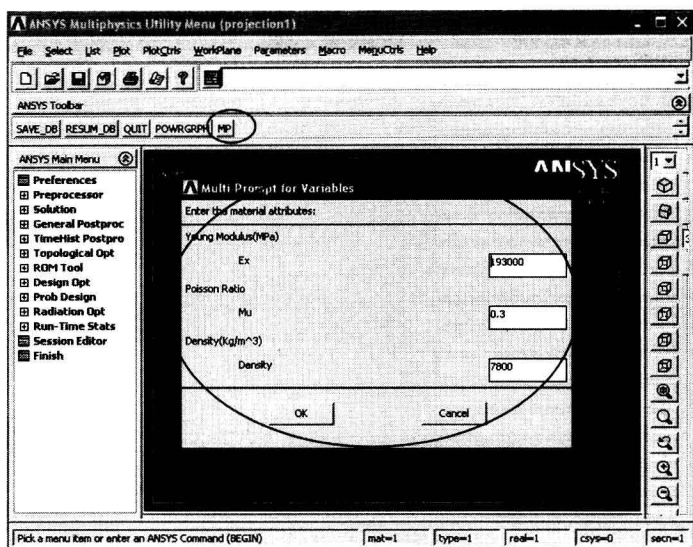 ANSYS Multiphysics Utility Menu (projection1)
File Select List Plot PlotCtrls WorkPlane Parameters Macro MenuCtrls Help
ANSYS Toolbar
SAVE_DB RESUM_DB QUIT POWRGRPH MP
ANSYS Main Menu
Preferences
Preprocessor
Solution
General Postproc
TimeHist Postpro
Topological Opt
ROM Tool
Design Opt
Prob Design
Radiation Opt
Run-Time Stats
Session Editor
Finish
ANSYS
Multi-Prompt for Variables
Enter the material attributes:
Young Modulus(MPa)
Ex 193000
Poisson Ratio
Mu 0.3
Density(Kg/m^3)
Density 7800
OK Cancel
1
3
Pick a menu item or enter an ANSYS Command (BEGIN) mat=1 type=1 real=1 csys=0 secn=1